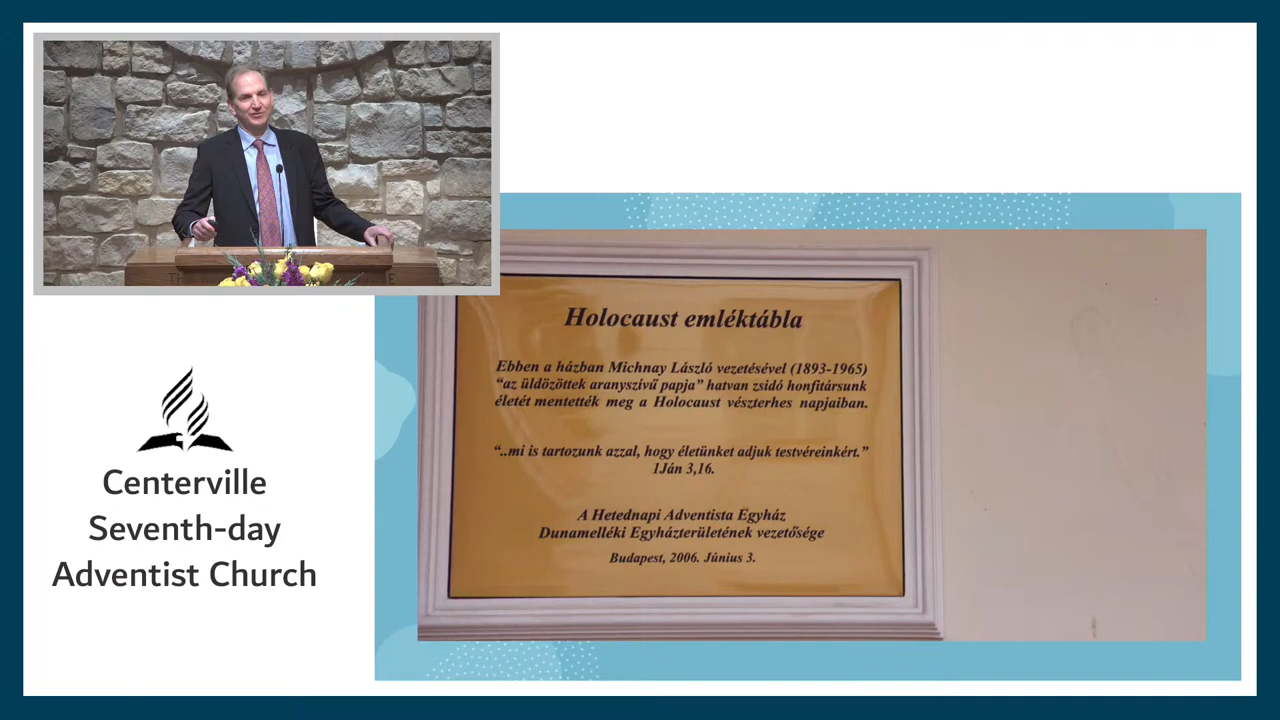 Holocaust emléktábla
Ebben a házban Michnay László vezetésével (1893-1965)
“az üldözöttek aranyszívű papja” hatvan zsidó honfitársunk
életét mentették meg a Holocaust vészterhes napjaiban.
“..mi is tartozunk azzal, hogy életünket adjuk testvéreinkért.”
1Ján 3,16.
A Hetednapi Adventista Egyház
Dunamelléki Egyházterületének vezetősége
Budapest, 2006. Június 3.
Centerville
Seventh-day
Adventist Church